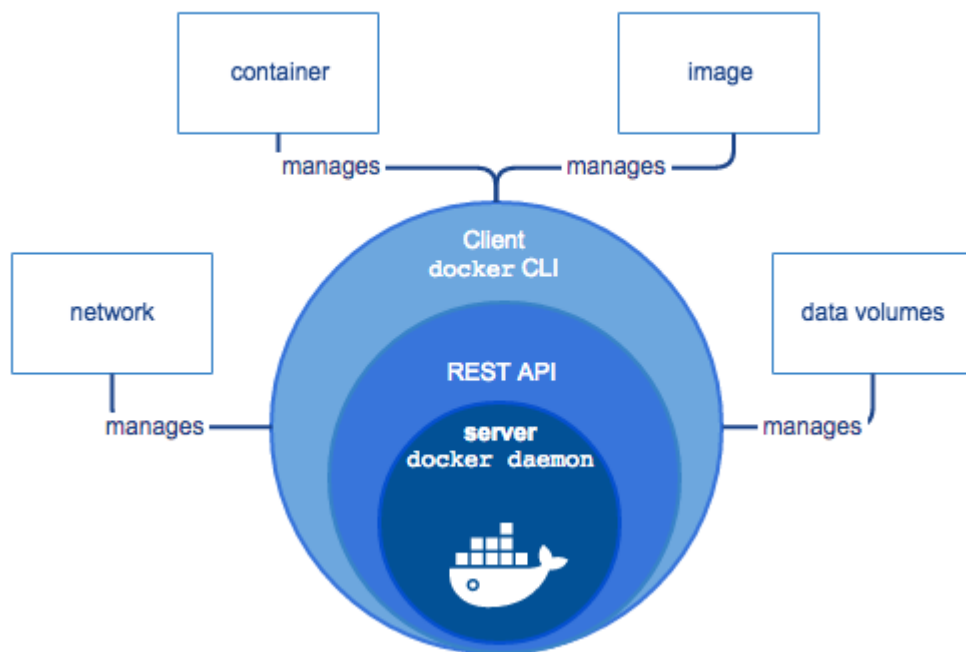 container
image
manages
manages
Client
docker CLI
network
data volumes
REST API
manages
manages
server
docker daemon